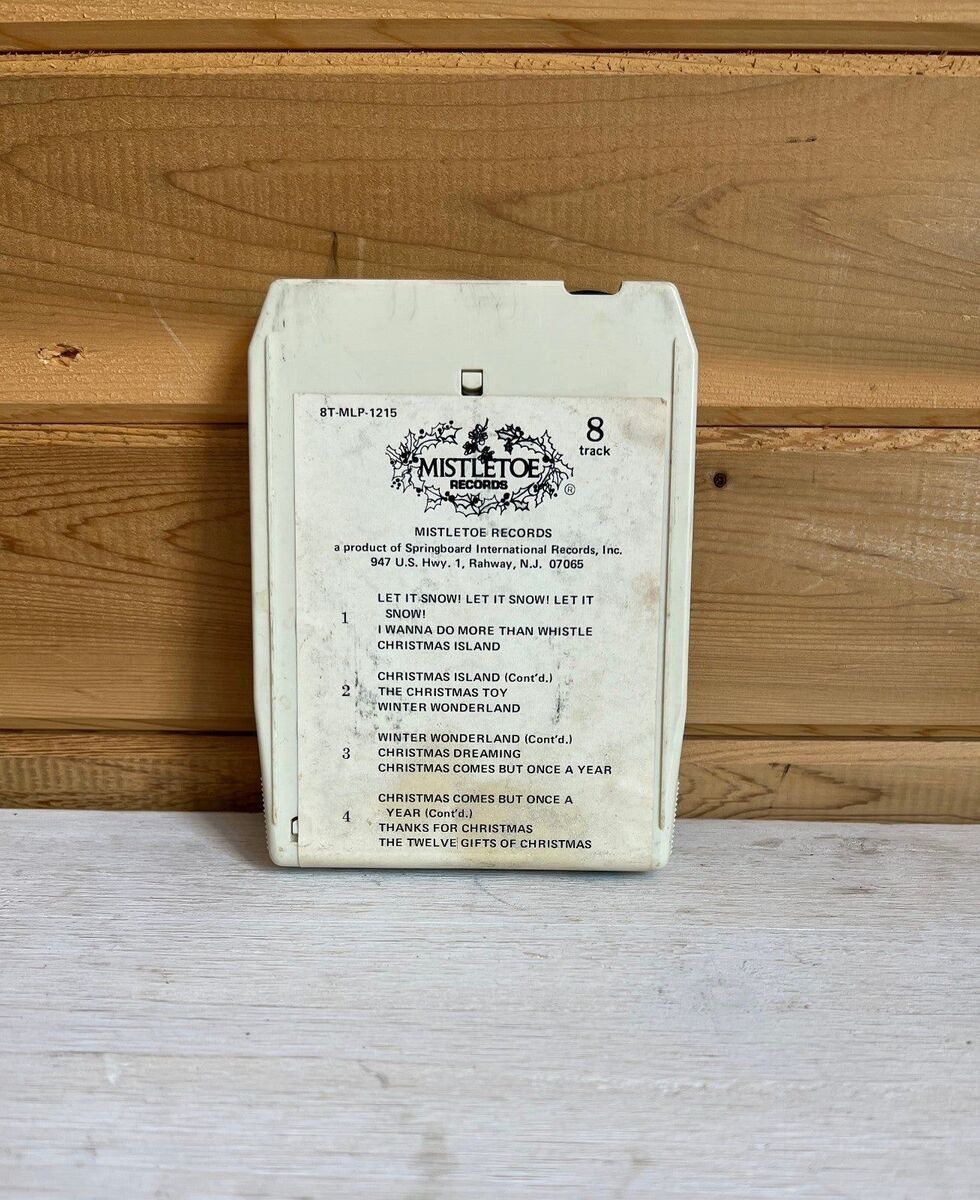 8T-MLP-1215
8
track
MISTLETOE
RECORDS
®
MISTLETOE RECORDS
a product of Springboard International Records, Inc.
947 U.S. Hwy. 1, Rahway, N.J. 07065
1
LET IT SNOW! LET IT SNOW! LET IT
SNOW!
I WANNA DO MORE THAN WHISTLE
CHRISTMAS ISLAND
2
CHRISTMAS ISLAND (Cont'd.)
THE CHRISTMAS TOY
WINTER WONDERLAND
3
WINTER WONDERLAND (Cont'd.)
CHRISTMAS DREAMING
CHRISTMAS COMES BUT ONCE A YEAR
4
CHRISTMAS COMES BUT ONCE A
YEAR (Cont'd.)
THANKS FOR CHRISTMAS
THE TWELVE GIFTS OF CHRISTMAS